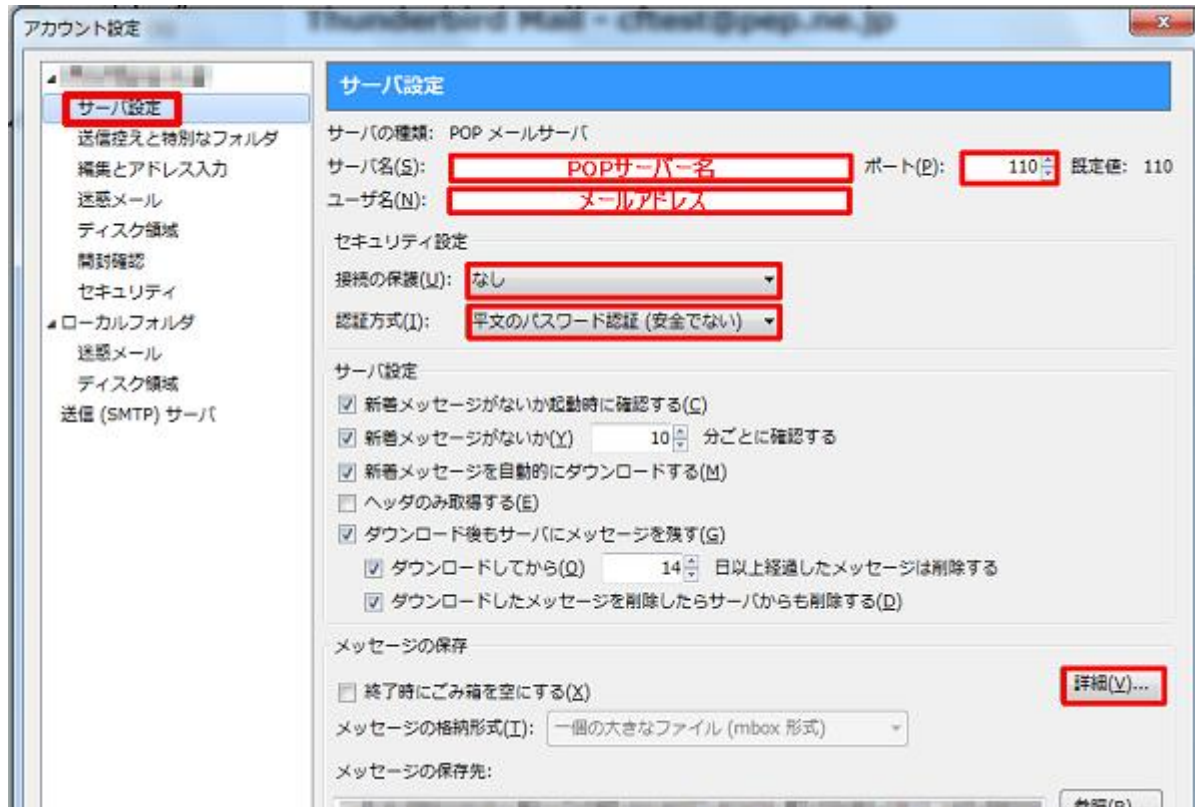 Thunderbird Mail - cftest@pep.ne.jp
アカウント設定
サーバ設定
送信控えと特別なフォルダ
編集とアドレス入力
迷惑メール
ディスク領域
開封確認
セキュリティ
ローカルフォルダ
迷惑メール
ディスク領域
送信 (SMTP) サーバ
サーバ設定
サーバの種類: POP メールサーバ
サーバ名(S): POPサーバー名 ポート(P): 110 既定値: 110
ユーザ名(N): メールアドレス
セキュリティ設定
接続の保護(U): なし
認証方式(I): 平文のパスワード認証 (安全でない)
サーバ設定
新着メッセージがないか起動時に確認する(C)
新着メッセージがないか(Y) 10 分ごとに確認する
新着メッセージを自動的にダウンロードする(M)
ヘッダのみ取得する(E)
ダウンロード後もサーバにメッセージを残す(G)
ダウンロードしてから(O) 14 日以上経過したメッセージは削除する
ダウンロードしたメッセージを削除したらサーバからも削除する(D)
メッセージの保存
終了時にごみ箱を空にする(X) 詳細(V)...
メッセージの格納形式(T): 一個の大きなファイル (mbox 形式)
メッセージの保存先:
参照(B)...